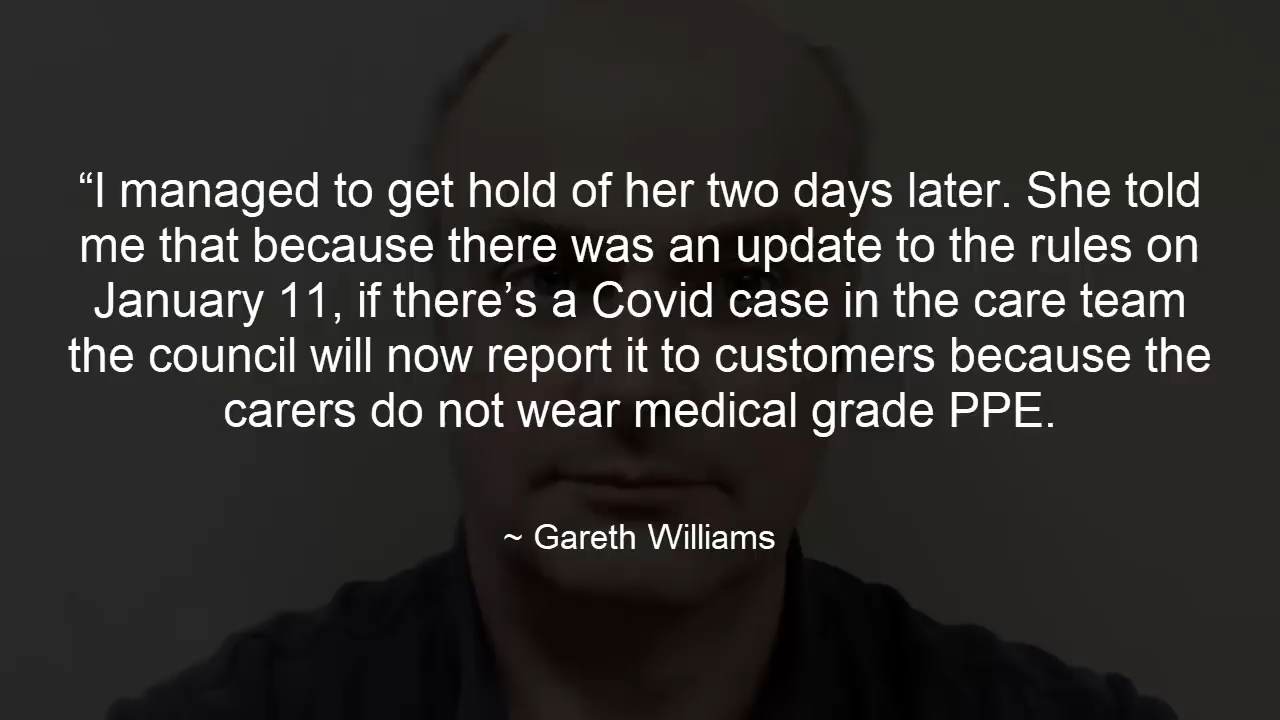 “I managed to get hold of her two days later. She told
me that because there was an update to the rules on
January 11, if there’s a Covid case in the care team
the council will now report it to customers because the
carers do not wear medical grade PPE.
~ Gareth Williams